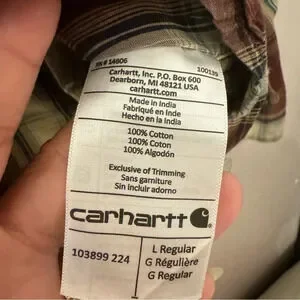 RN # 14806
100139
Carhartt, Inc. P.O. Box 600
Dearborn, MI 48121 USA
carhartt.com
Made in India
Fabriqué en Inde
Hecho en la India
100% Cotton
100% Coton
100% Algodón
Exclusive of Trimming
Sans garniture
Sin incluir adorno
carhartt
103899 224
L Regular
G Régulière
G Regular